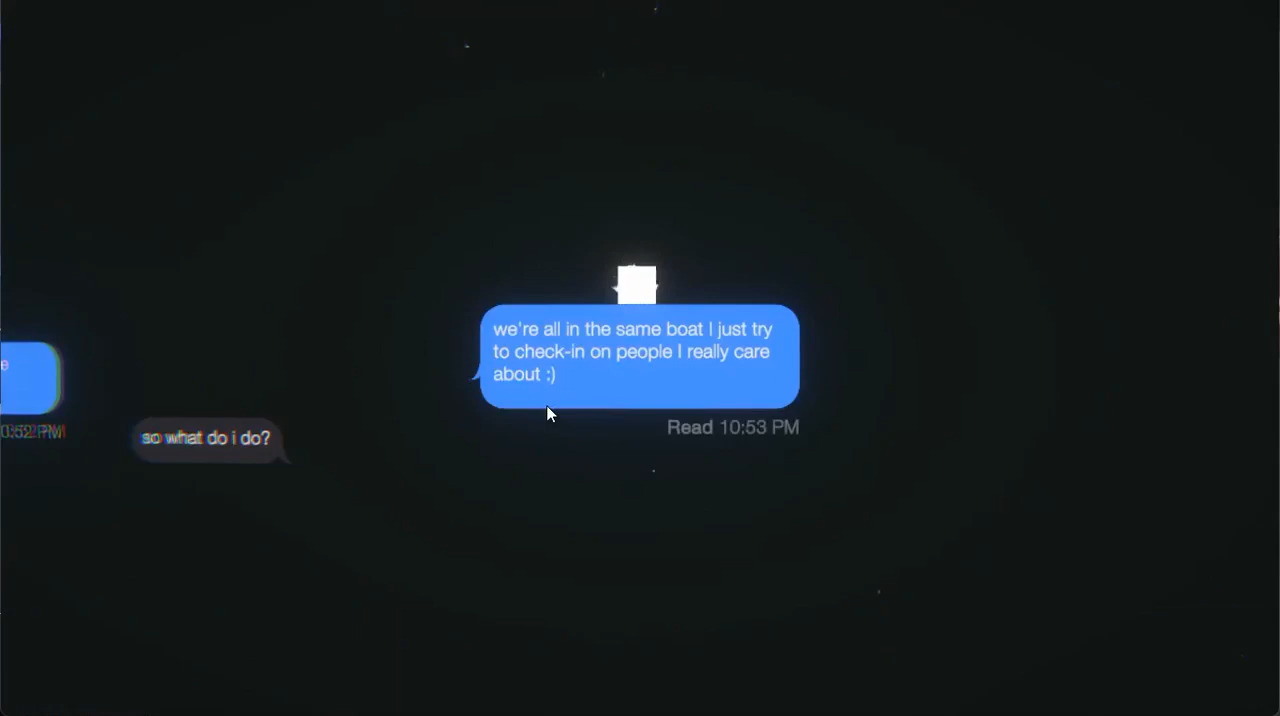 we're all in the same boat I just try
to check-in on people I really care
about :)
Read 10:53 PM
so what do i do?